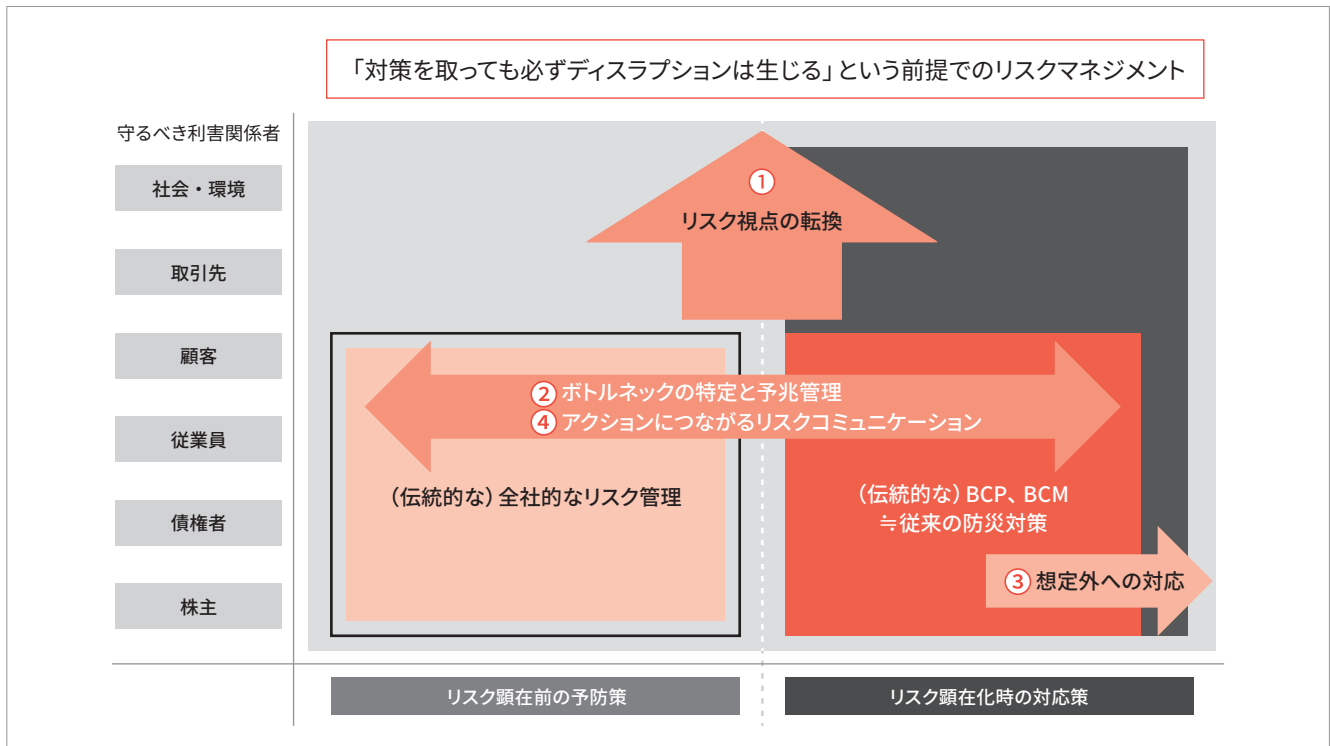 「対策を取っても必ずディスラプションは生じる」という前提でのリスクマネジメント
守るべき利害関係者
社会・環境
取引先
顧客
従業員
債権者
株主
①
リスク視点の転換
② ボトルネックの特定と予兆管理
④ アクションにつながるリスクコミュニケーション
（伝統的な）全社的なリスク管理
（伝統的な）BCP、BCM
≒従来の防災対策
③ 想定外への対応
リスク顕在前の予防策
リスク顕在化時の対応策